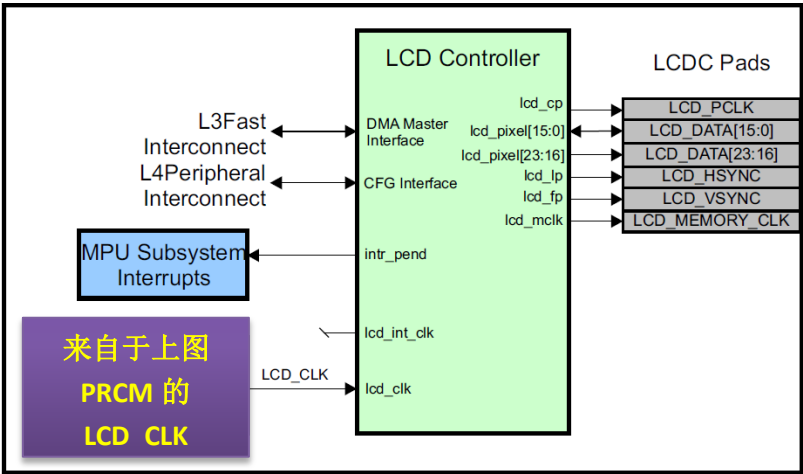 LCD Controller
LCDC Pads
L3Fast
Interconnect
L4Peripheral
Interconnect
DMA Master
Interface
CFG Interface
lcd_cp
lcd_pixel[15:0]
lcd_pixel[23:16]
lcd_lp
lcd_fp
lcd_mclk
LCD_PCLK
LCD_DATA[15:0]
LCD_DATA[23:16]
LCD_HSYNC
LCD_VSYNC
LCD_MEMORY_CLK
MPU Subsystem
Interrupts
intr_pend
lcd_int_clk
来自于上图
PRCM 的
LCD CLK
LCD_CLK
lcd_clk